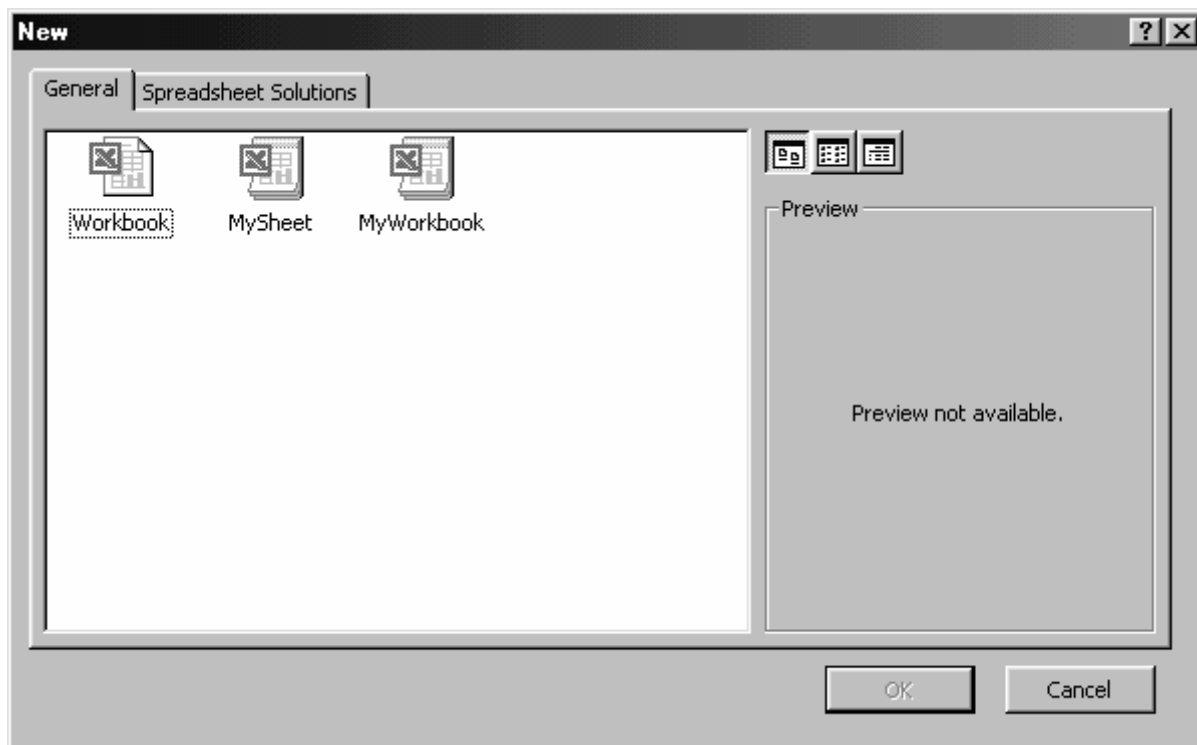 New
General
Spreadsheet Solutions
Workbook
MySheet
MyWorkbook
Preview
Preview not available.
OK
Cancel